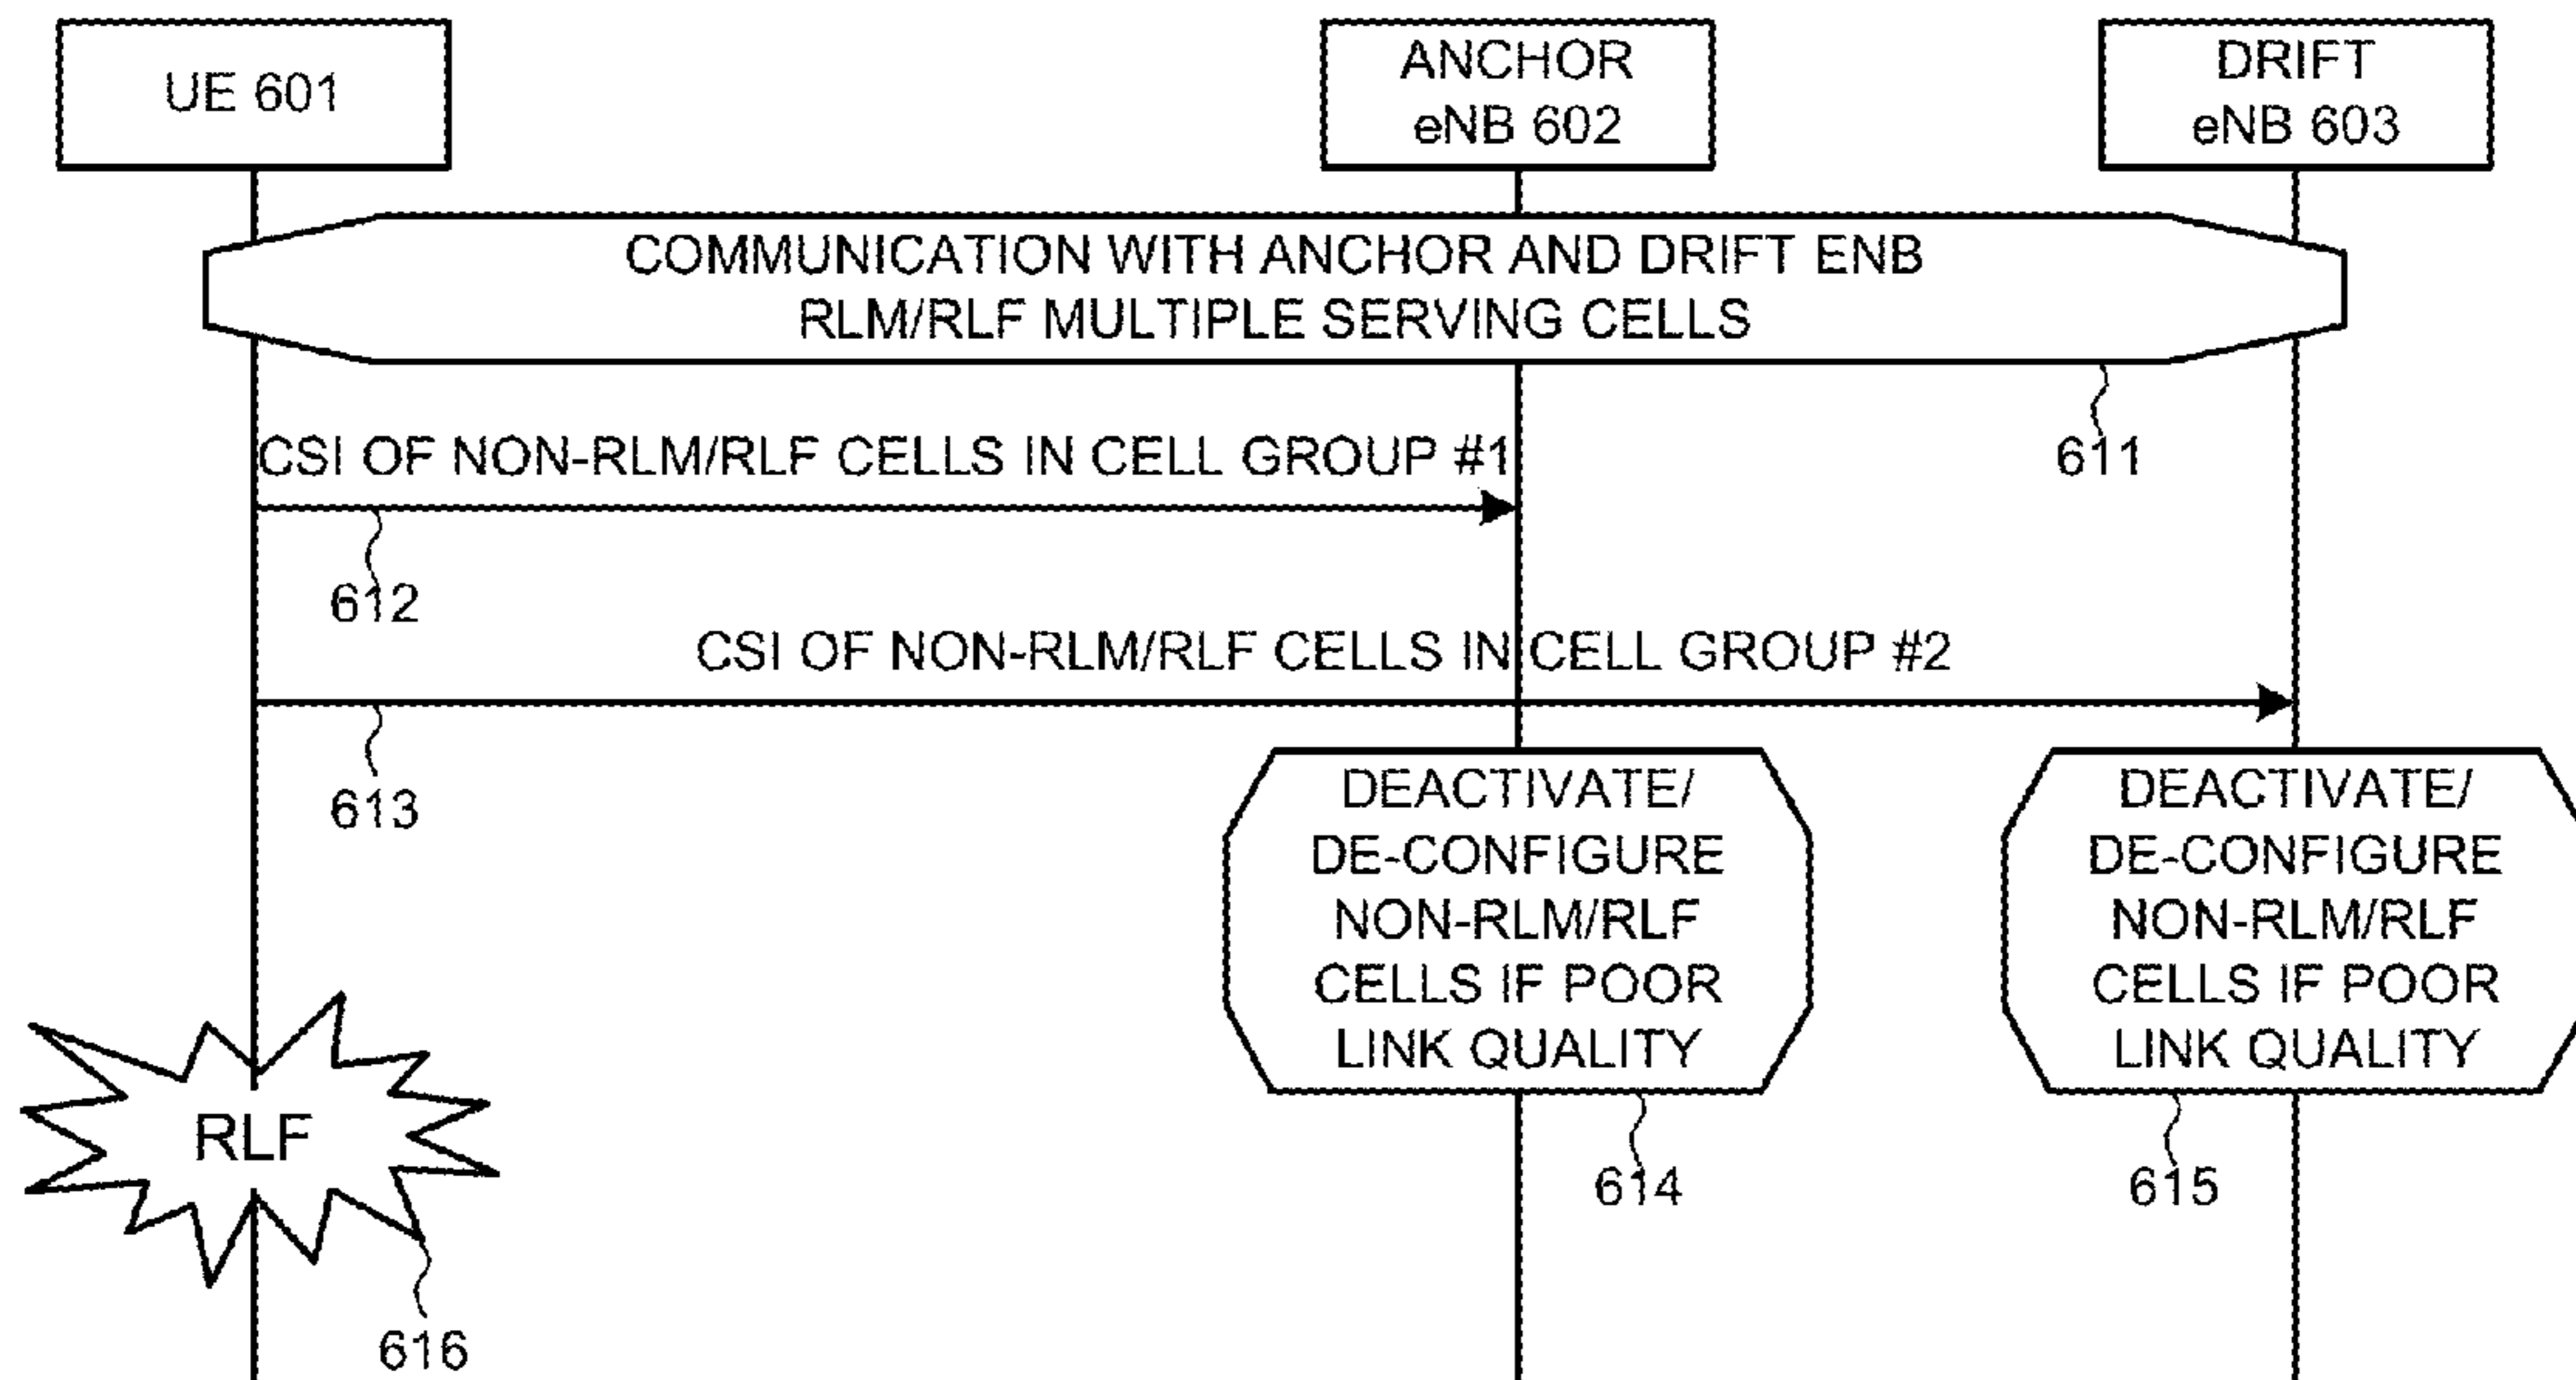 UE 601
ANCHOR
eNB 602
DRIFT
eNB 603
COMMUNICATION WITH ANCHOR AND DRIFT ENB
RLM/RLF MULTIPLE SERVING CELLS
611
CSI OF NON-RLM/RLF CELLS IN CELL GROUP #1
612
CSI OF NON-RLM/RLF CELLS IN CELL GROUP #2
613
DEACTIVATE/
DE-CONFIGURE
NON-RLM/RLF
CELLS IF POOR
LINK QUALITY
614
DEACTIVATE/
DE-CONFIGURE
NON-RLM/RLF
CELLS IF POOR
LINK QUALITY
615
RLF
616